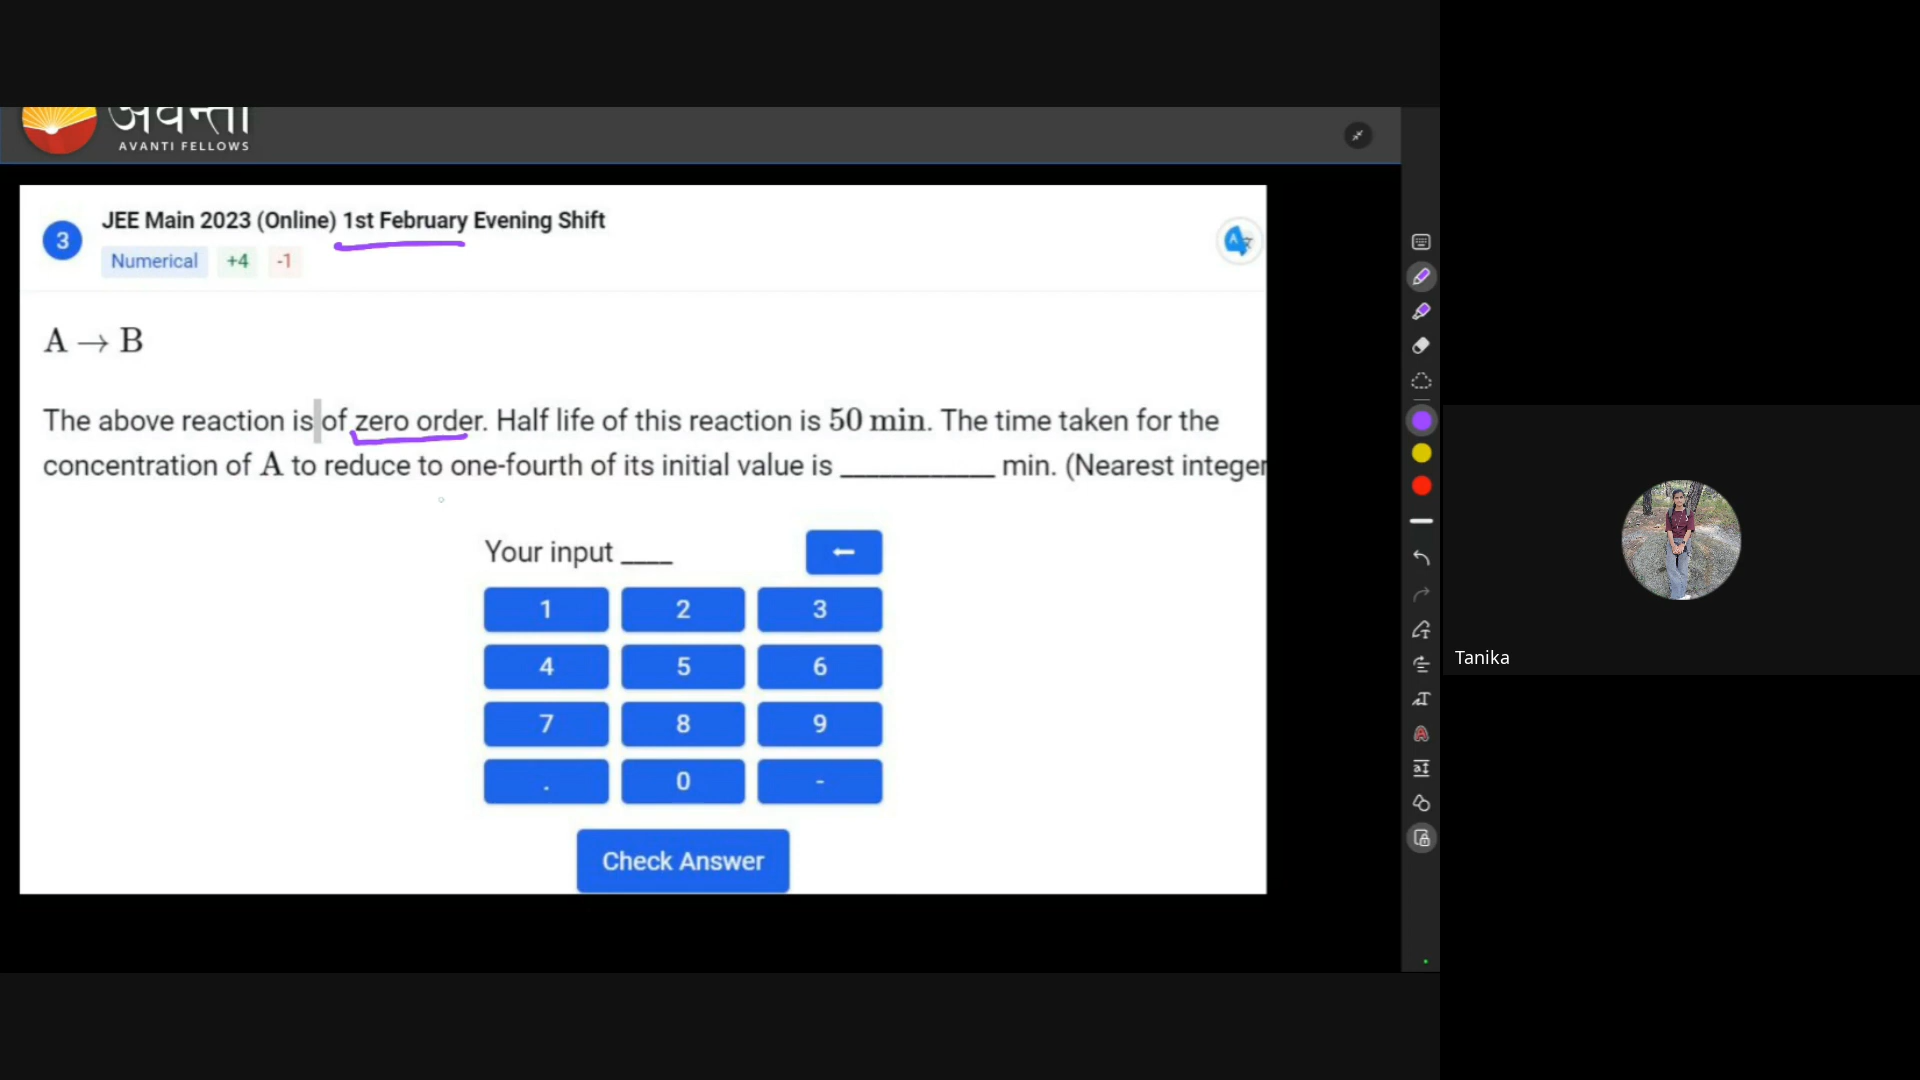 अवन्ती
AVANTI FELLOWS
3
JEE Main 2023 (Online) 1st February Evening Shift
Numerical +4 -1
A → B
The above reaction is of zero order. Half life of this reaction is 50 min. The time taken for the
concentration of A to reduce to one-fourth of its initial value is ____________ min. (Nearest integer
Your input ____
1 2 3
4 5 6
7 8 9
. 0 -
Check Answer
Tanika